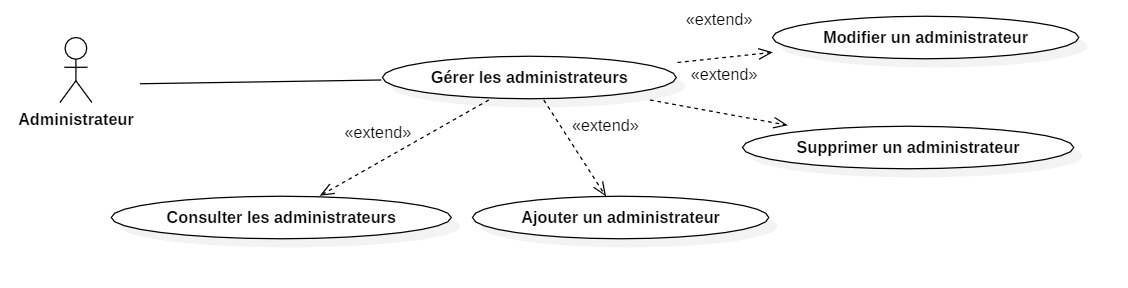 «extend»
Modifier un administrateur
Gérer les administrateurs
«extend»
Administrateur
«extend»
«extend»
Supprimer un administrateur
Consulter les administrateurs
Ajouter un administrateur